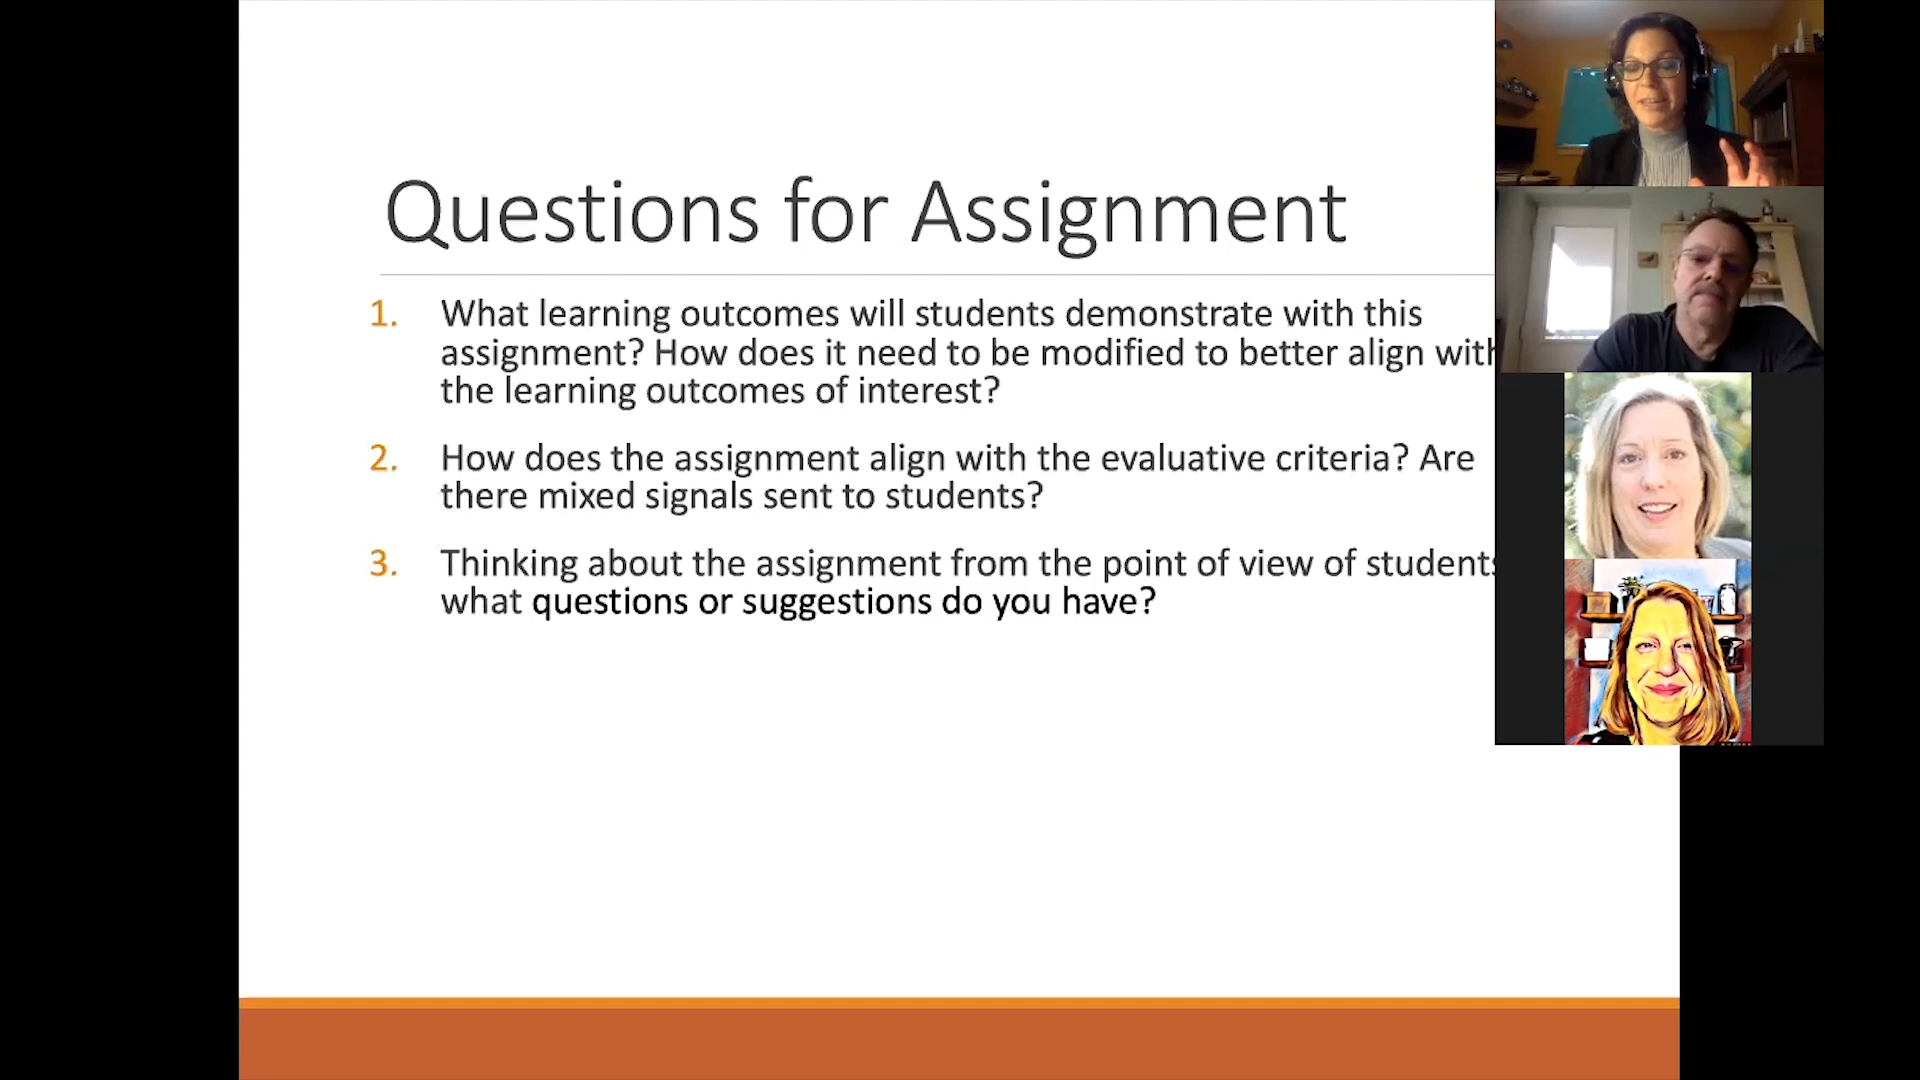 Questions for Assignment
1. What learning outcomes will students demonstrate with this
assignment? How does it need to be modified to better align with
the learning outcomes of interest?
2. How does the assignment align with the evaluative criteria? Are
there mixed signals sent to students?
3. Thinking about the assignment from the point of view of students
what questions or suggestions do you have?